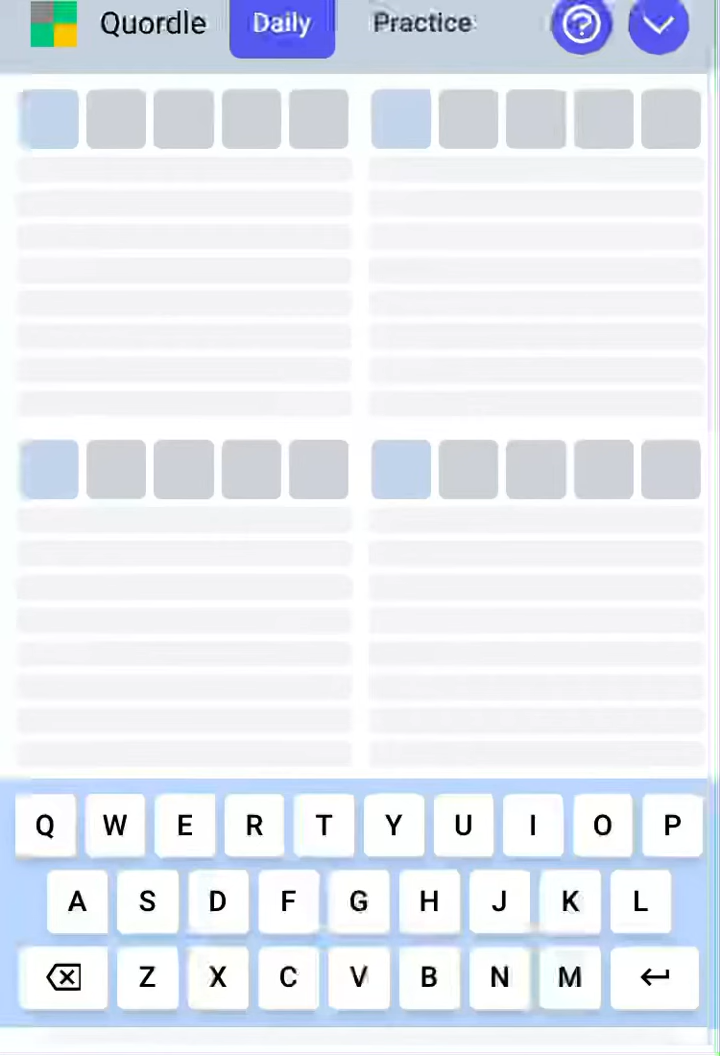 Quordle Daily Practice
Q W E R T Y U I O P
A S D F G H J K L
Z X C V B N M